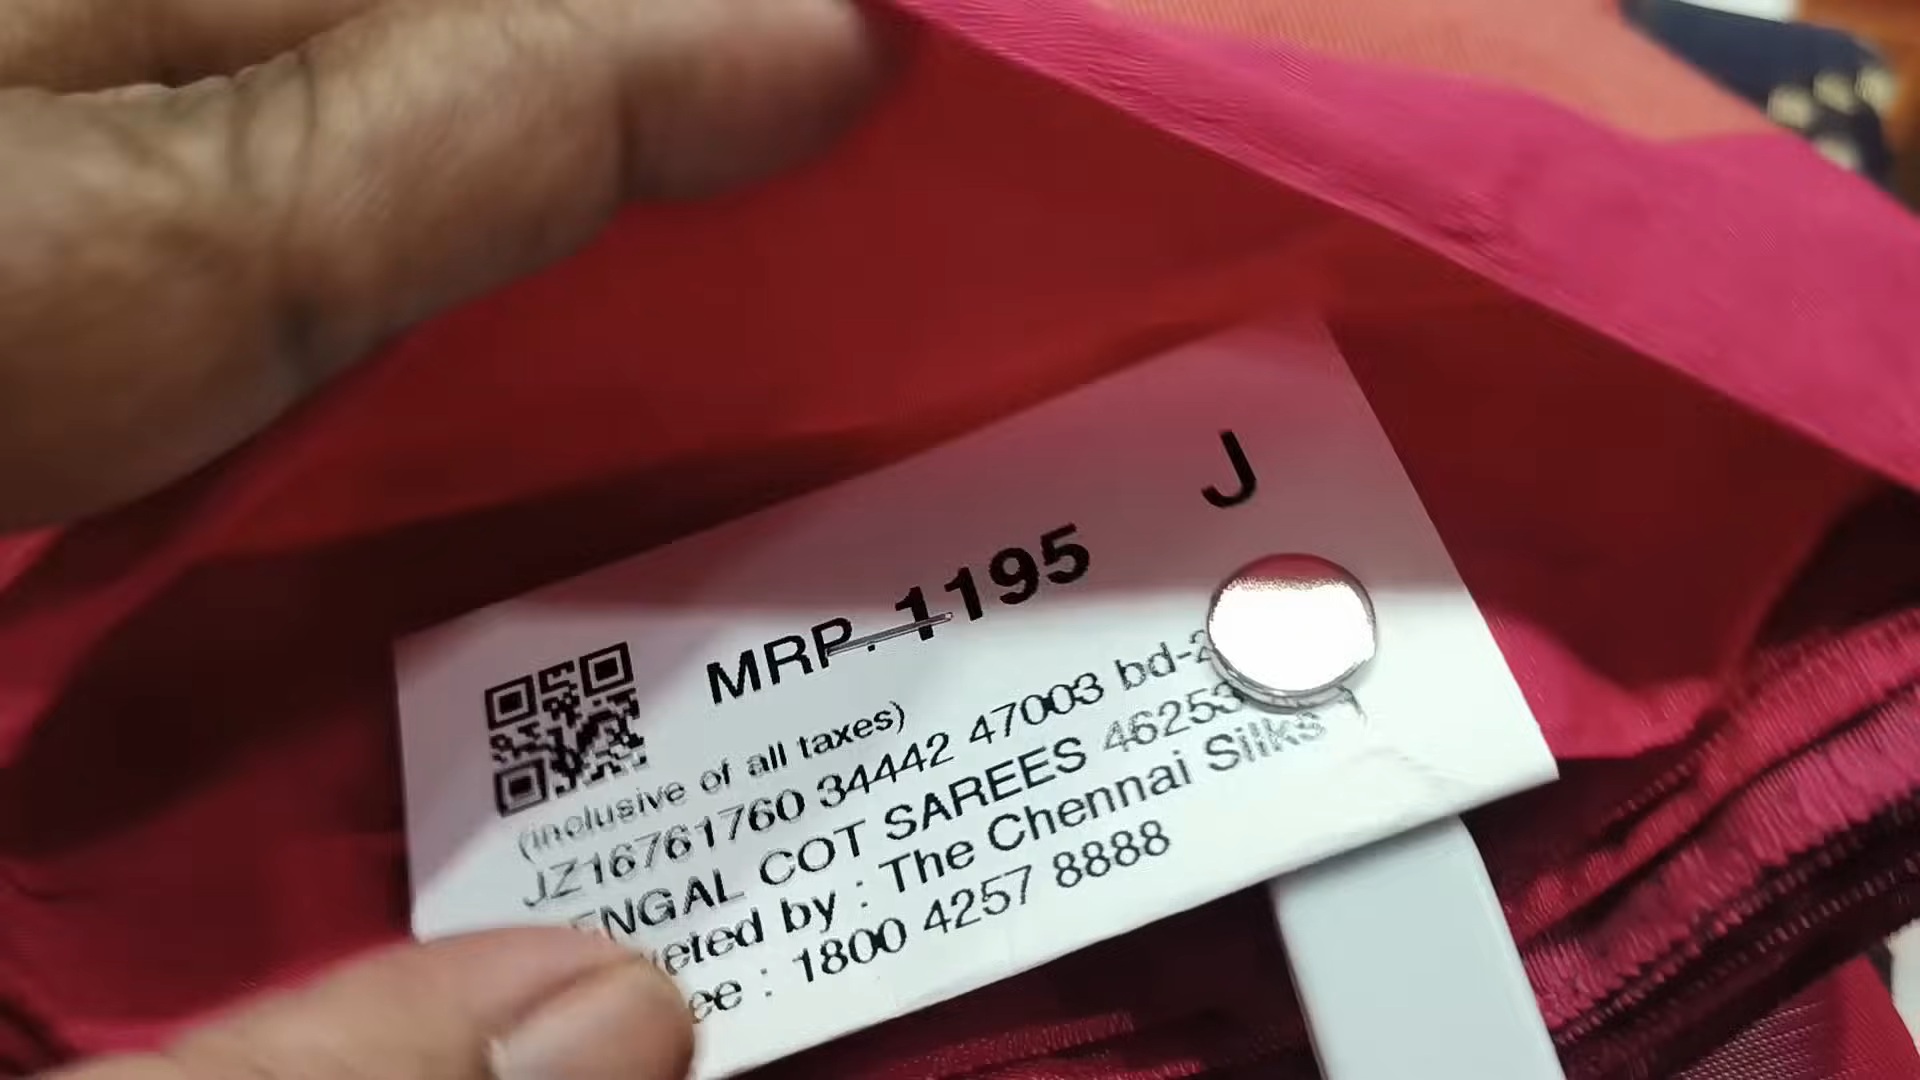 J
MRP. 1195
(inclusive of all taxes)
JZ16761760 34442 47003 bd-2
ENGAL COT SAREES 46253
eted by : The Chennai Silks
ee : 1800 4257 8888